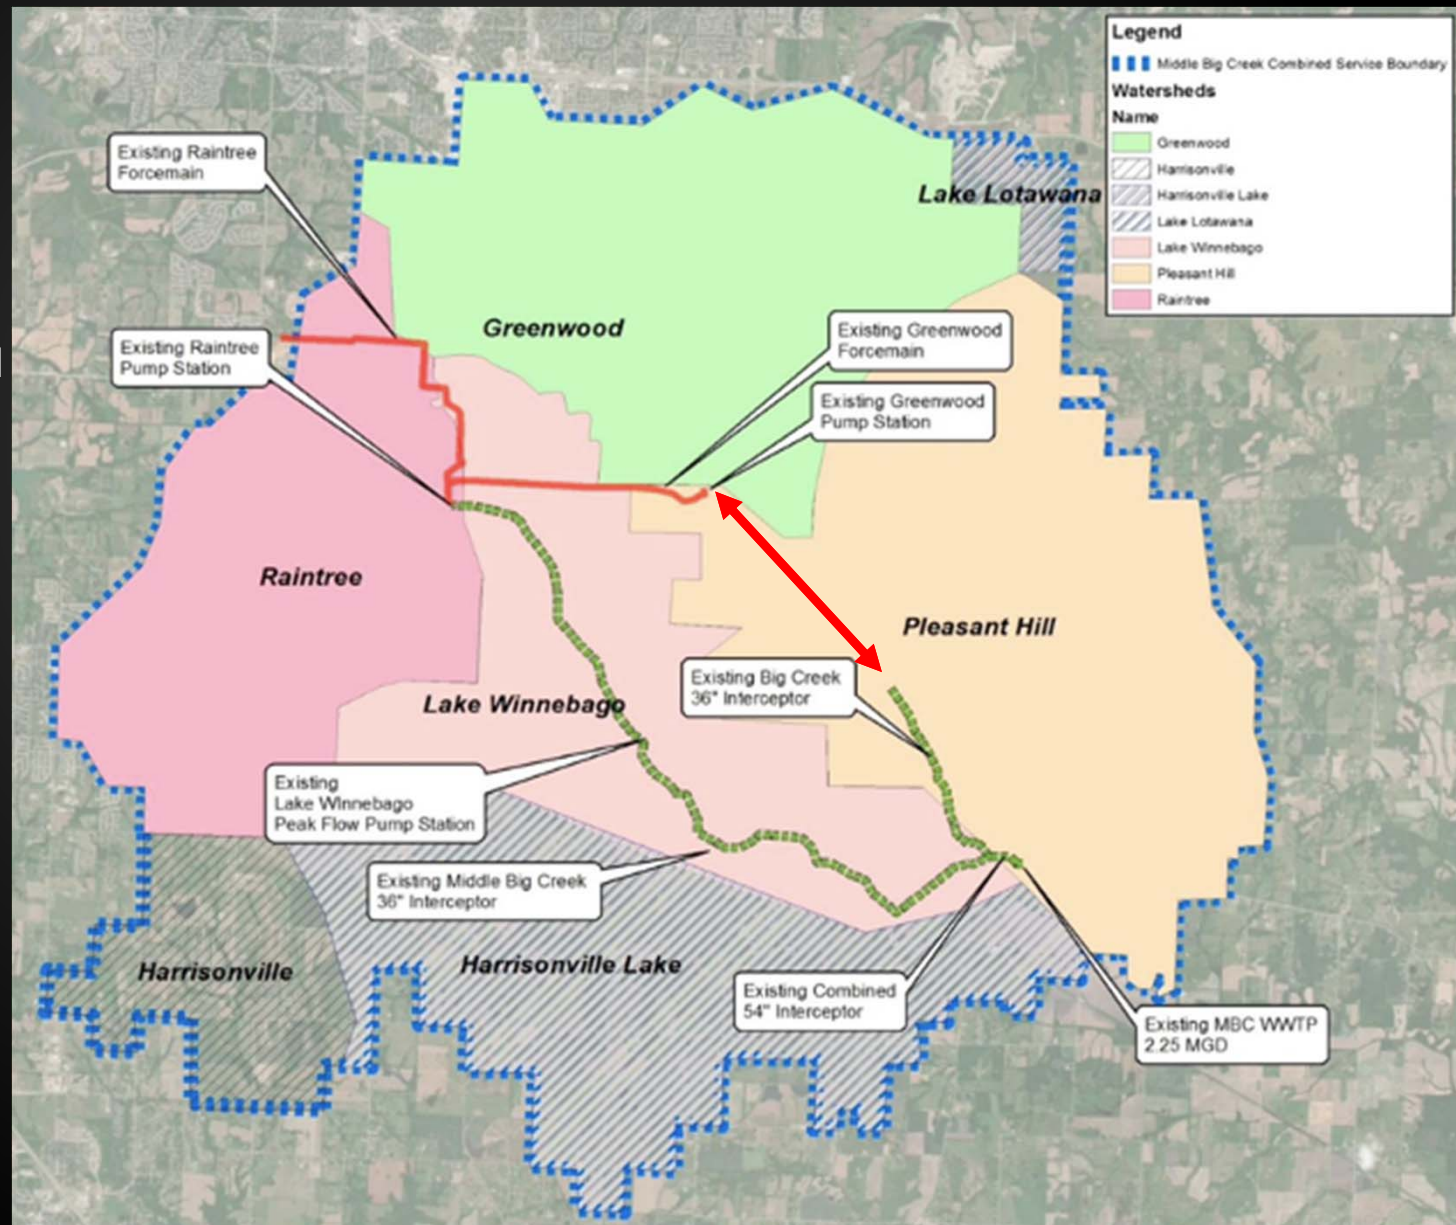 Legend
Middle Big Creek Combined Service Boundary
Watersheds
Name
Greenwood
Harrisonville
Harrisonville Lake
Lake Lotawana
Lake Winnebago
Pleasant Hill
Raintree
Existing Raintree
Forcemain
Lake Lotawana
Greenwood
Existing Greenwood
Forcemain
Existing Raintree
Pump Station
Existing Greenwood
Pump Station
Raintree
Pleasant Hill
Existing Big Creek
36" Interceptor
Lake Winnebago
Existing
Lake Winnebago
Peak Flow Pump Station
Existing Middle Big Creek
36" Interceptor
Harrisonville
Harrisonville Lake
Existing Combined
54" Interceptor
Existing MBC WWTP
2.25 MGD